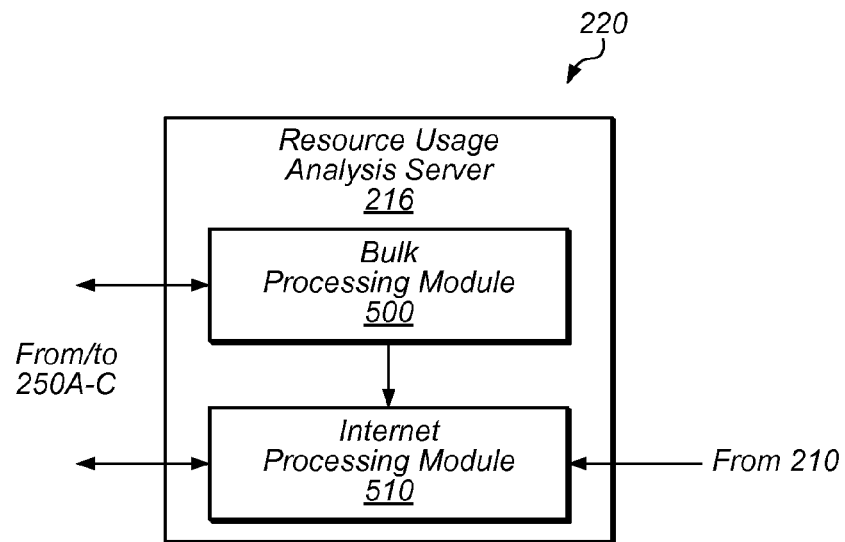 220
Resource Usage
Analysis Server
216
Bulk
Processing Module
500
From/to
250A-C
Internet
Processing Module
510
From 210